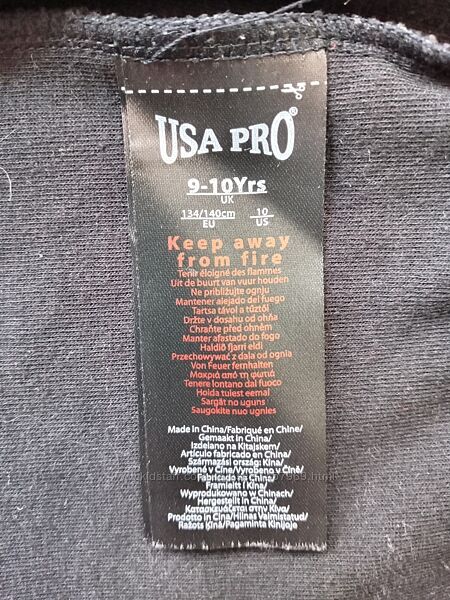 USA PRO®
9-10Yrs
UK
134/140cm 10
EU US
Keep away
from fire
Tenir éloigné des flammes
Uit de buurt van vuur houden
Ne približujte ognju
Mantener alejado del fuego
Tartsa távol a tűztől
Držte v dosahu od ohňa
Chraňte před ohněm
Manter afastado do fogo
Haldið fjarri eldi
Przechowywać z dala od ognia
Von Feuer fernhalten
Μακριά από τη φωτιά
Tenere lontano dal fuoco
Hoida tulest eemal
Sargāt no uguns
Saugokite nuo ugnies
Made in China/Fabriqué en Chine/
Gemaakt in China/
Izdelano na Kitajskem/
Artículo fabricado en China/
Származási ország: Kína/
Vyrobené v Číne/Vyrobeno v Číně/
Fabricado na China/
Framleitt í Kína/
Wyprodukowano w Chinach/
Hergestellt in China/
Κατασκευάζεται στην Κίνα/
Prodotto in Cina/Hiinas Valmistatud/
Ražots Ķīnā/Pagaminta Kinijoje